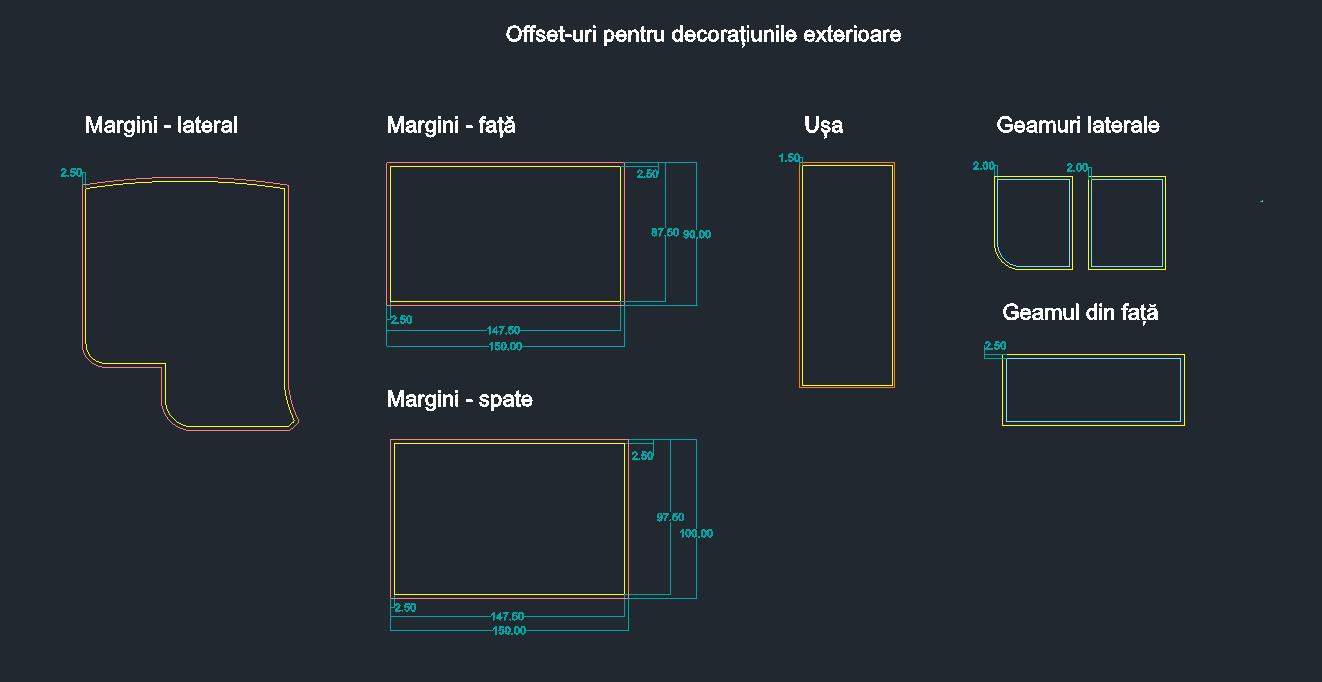 Offset-uri pentru decorațiunile exterioare
Margini - lateral
2.50
Margini - față
2.50
87.50
90.00
2.50
147.50
150.00
Margini - spate
2.50
97.50
100.00
2.50
147.50
150.00
Ușa
1.50
Geamuri laterale
2.00
2.00
Geamul din față
2.50